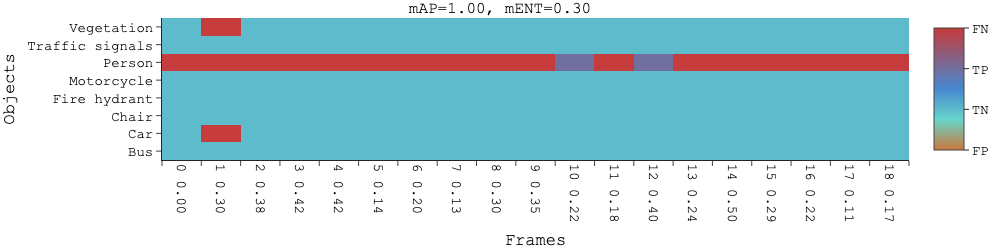 mAP=1.00, mENT=0.30
Objects
Vegetation
Traffic signals
Person
Motorcycle
Fire hydrant
Chair
Car
Bus
FN
TP
TN
FP
0 0.00
1 0.30
2 0.38
3 0.42
4 0.42
5 0.14
6 0.20
7 0.13
8 0.30
9 0.35
10 0.22
11 0.18
12 0.40
13 0.24
14 0.50
15 0.29
16 0.22
17 0.11
18 0.17
Frames